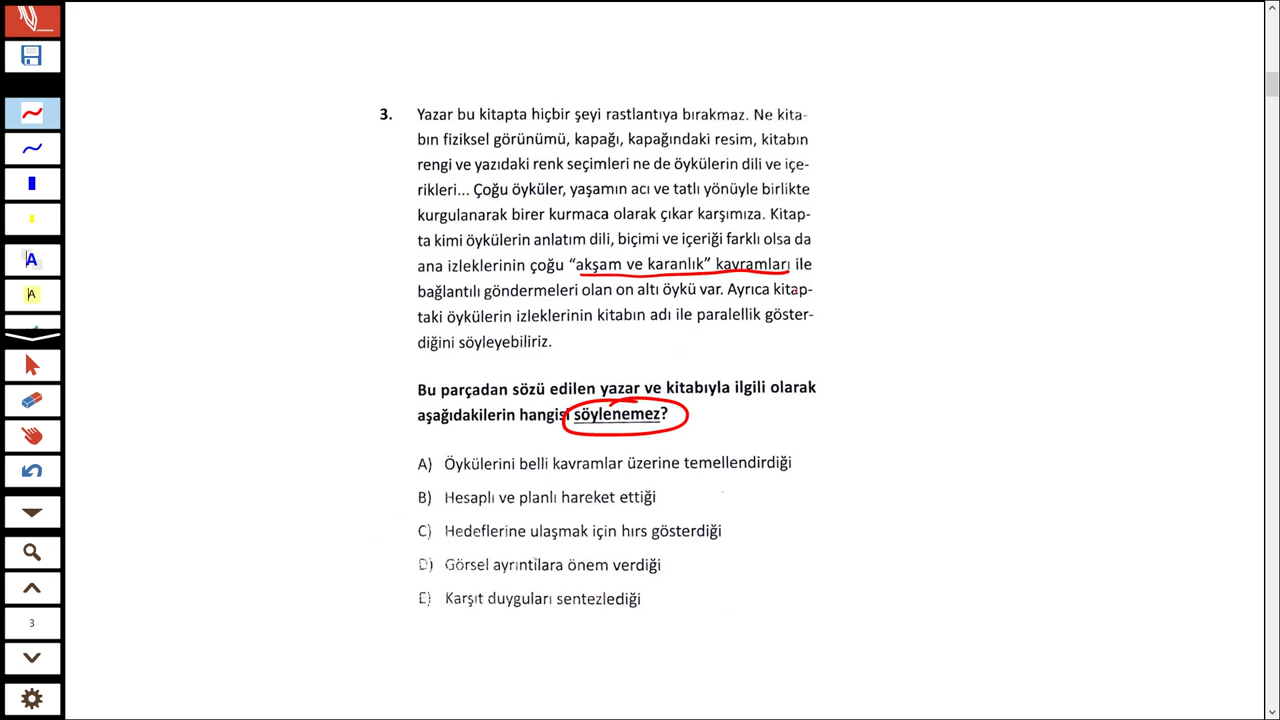 3. Yazar bu kitapta hiçbir şeyi rastlantıya bırakmaz. Ne kita-
bın fiziksel görünümü, kapağı, kapağındaki resim, kitabın
rengi ve yazıdaki renk seçimleri ne de öykülerin dili ve içe-
rikleri... Çoğu öyküler, yaşamın acı ve tatlı yönüyle birlikte
kurgulanarak birer kurmaca olarak çıkar karşımıza. Kitap-
ta kimi öykülerin anlatım dili, biçimi ve içeriği farklı olsa da
ana izleklerinin çoğu “akşam ve karanlık” kavramları ile
bağlantılı göndermeleri olan on altı öykü var. Ayrıca kitap-
taki öykülerin izleklerinin kitabın adı ile paralellik göster-
diğini söyleyebiliriz.
Bu parçadan sözü edilen yazar ve kitabıyla ilgili olarak
aşağıdakilerin hangisi söylenemez?
A) Öykülerini belli kavramlar üzerine temellendirdiği
B) Hesaplı ve planlı hareket ettiği
C) Hedeflerine ulaşmak için hırs gösterdiği
D) Görsel ayrıntılara önem verdiği
E) Karşıt duyguları sentezlediği
A
A
3